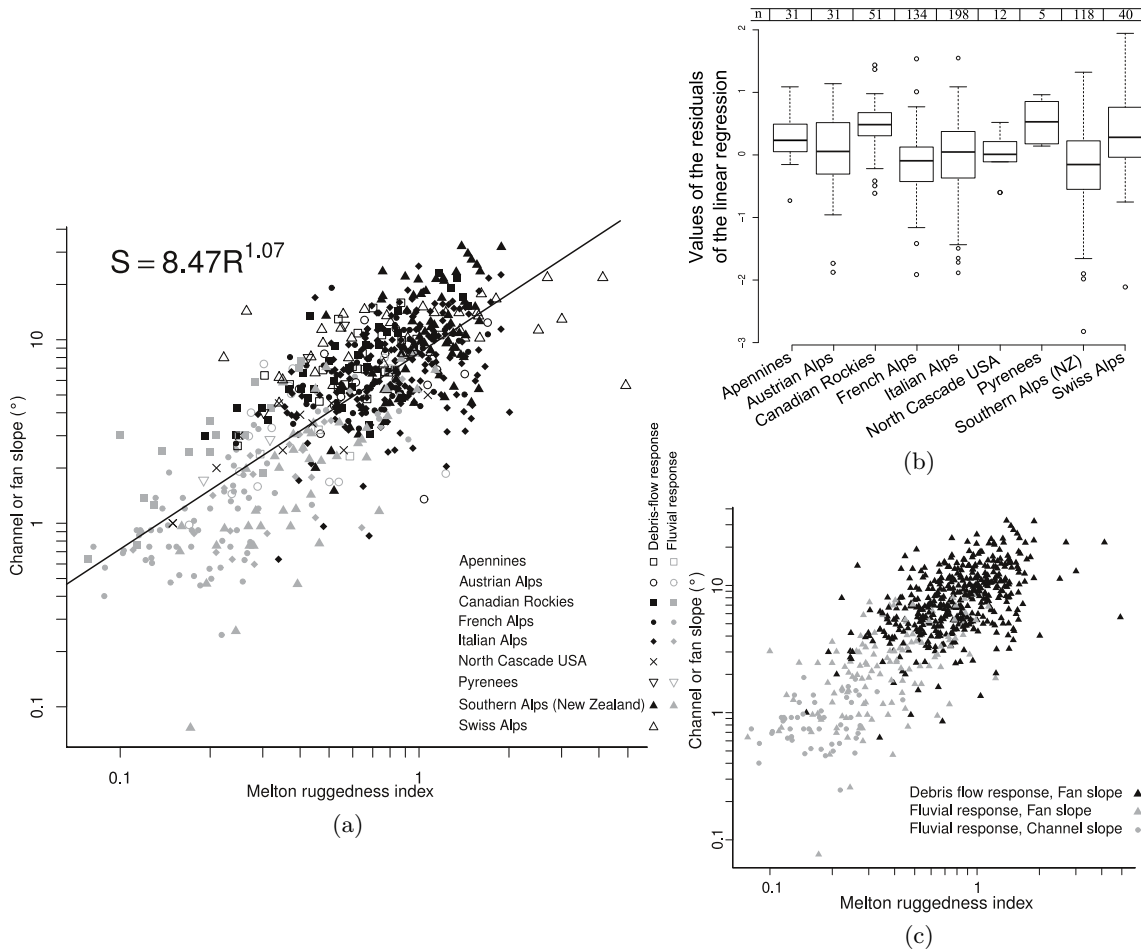 S = 8.47R^1.07
Channel or fan slope (°)
10
1
0.1
0.1
1
Melton ruggedness index
Debris-flow response
Fluvial response
Apennines
Austrian Alps
Canadian Rockies
French Alps
Italian Alps
North Cascade USA
Pyrenees
Southern Alps (New Zealand)
Swiss Alps
(a)
n 31 31 51 134 198 12 5 118 40
Values of the residuals
of the linear regression
2
1
0
-1
-2
-3
Apennines
Austrian Alps
Canadian Rockies
French Alps
Italian Alps
North Cascade USA
Pyrenees
Southern Alps (NZ)
Swiss Alps
(b)
Channel or fan slope (°)
10
1
0.1
Debris flow response, Fan slope
Fluvial response, Fan slope
Fluvial response, Channel slope
0.1
1
Melton ruggedness index
(c)